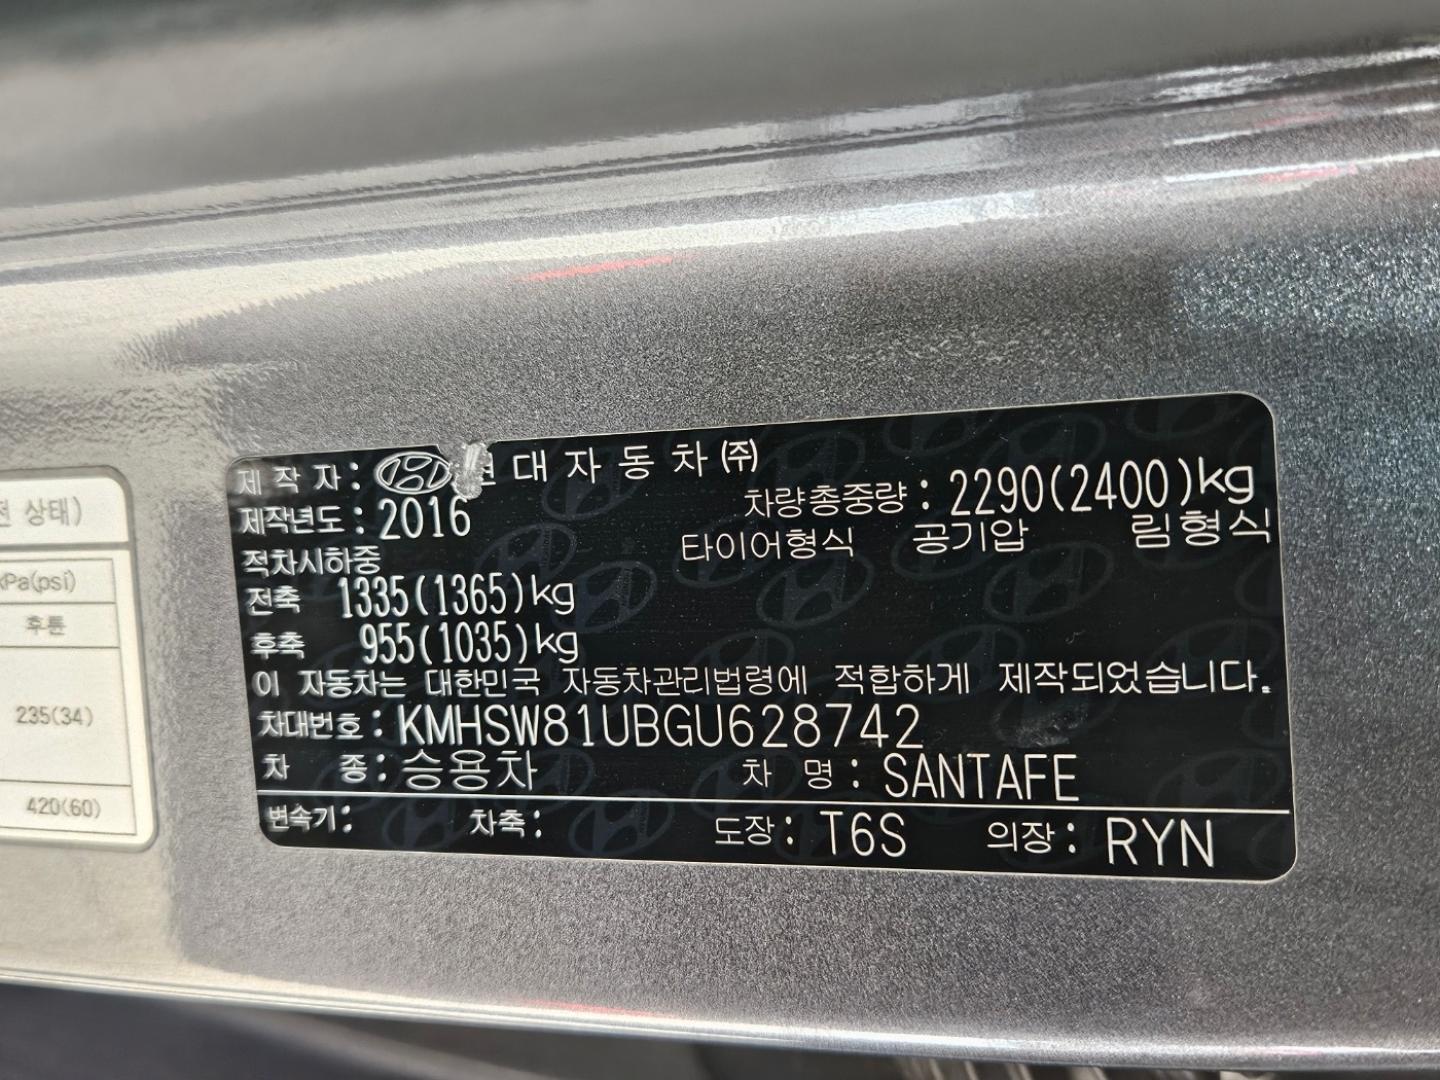 전 상태)
kPa(psi)
후륜
235(34)
420(60)
제 작 자 : 현 대 자 동 차 ㈜
제작년도 : 2016 차량총중량 : 2290(2400)kg
적차시하중 타이어형식 공기압 림형식
전축 1335(1365)kg
후축 955(1035)kg
이 자동차는 대한민국 자동차관리법령에 적합하게 제작되었습니다.
차대번호 : KMHSW81UBGU628742
차 종 : 승용차 차 명 : SANTAFE
변속기 : 차축 : 도장 : T6S 의장 : RYN